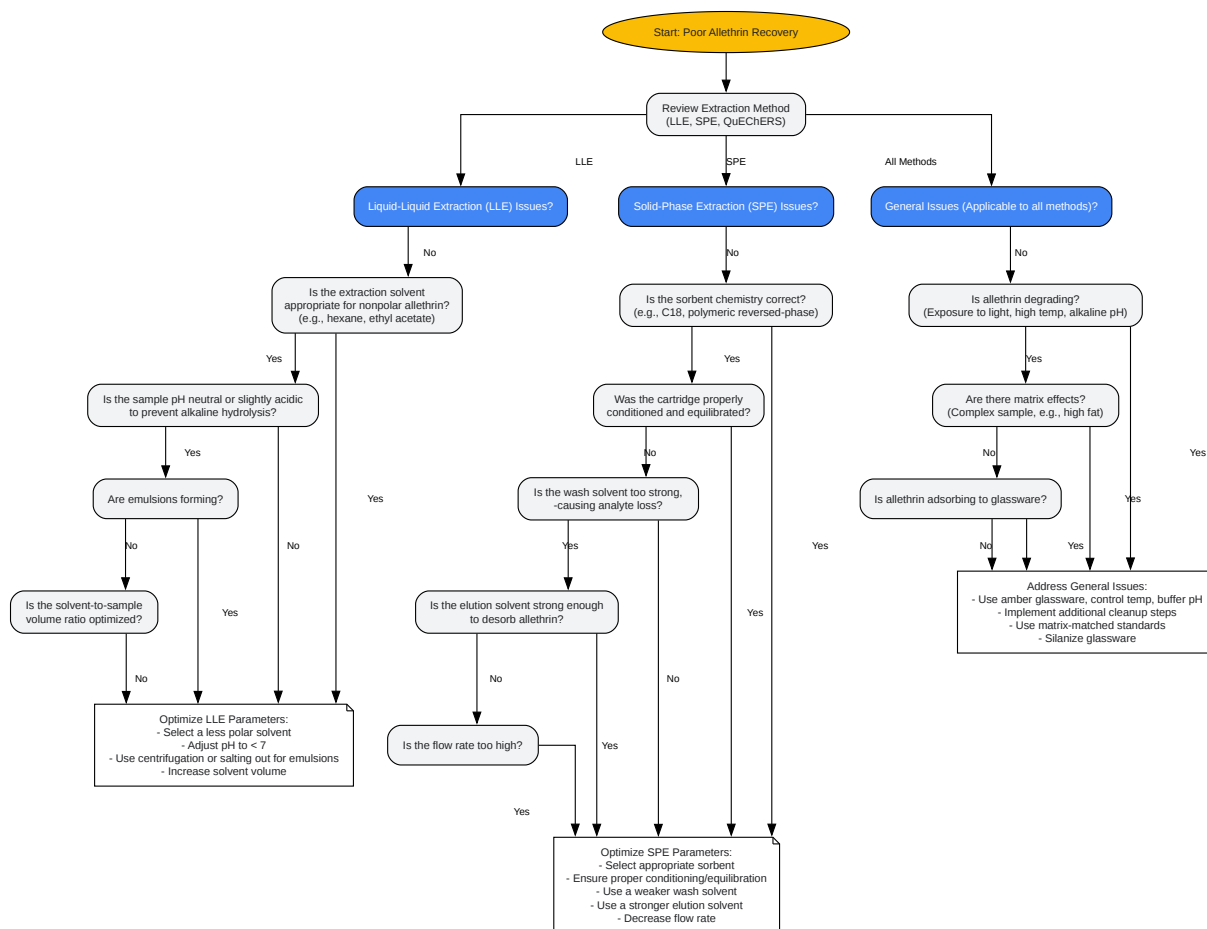 Start: Poor Allethrin Recovery
Review Extraction Method
(LLE, SPE, QuEChERS)
LLE
SPE
All Methods
Liquid-Liquid Extraction (LLE) Issues?
Solid-Phase Extraction (SPE) Issues?
General Issues (Applicable to all methods)?
No
No
No
Is the extraction solvent
appropriate for nonpolar allethrin?
(e.g., hexane, ethyl acetate)
Is the sorbent chemistry correct?
(e.g., C18, polymeric reversed-phase)
Is allethrin degrading?
(Exposure to light, high temp, alkaline pH)
Yes
Yes
Yes
Is the sample pH neutral or slightly acidic
to prevent alkaline hydrolysis?
Was the cartridge properly
conditioned and equilibrated?
Are there matrix effects?
(Complex sample, e.g., high fat)
Yes
No
No
Yes
Are emulsions forming?
Yes
Is the wash solvent too strong,
-causing analyte loss?
Is allethrin adsorbing to glassware?
Yes
No
No
Yes
Yes
No
Yes
Is the solvent-to-sample
volume ratio optimized?
Yes
Is the elution solvent strong enough
to desorb allethrin?
Yes
Address General Issues:
- Use amber glassware, control temp, buffer pH
- Implement additional cleanup steps
- Use matrix-matched standards
- Silanize glassware
No
No
No
Optimize LLE Parameters:
- Select a less polar solvent
- Adjust pH to < 7
- Use centrifugation or salting out for emulsions
- Increase solvent volume
Is the flow rate too high?
Yes
Yes
Optimize SPE Parameters:
- Select appropriate sorbent
- Ensure proper conditioning/equilibration
- Use a weaker wash solvent
- Use a stronger elution solvent
- Decrease flow rate